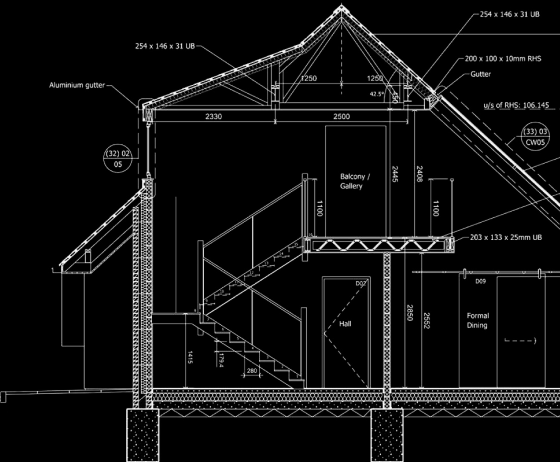 254 x 146 x 31 UB
254 x 146 x 31 UB
200 x 100 x 10mm RHS
Gutter
Aluminium gutter
1250
1250
42.5°
450
u/s of RHS: 106.145
2330
2500
(33) 03
CW05
(32) 02
05
Balcony /
Gallery
2445
2408
1100
1100
203 x 133 x 25mm UB
D02
D09
Hall
2850
2552
Formal
Dining
1415
179.4
280